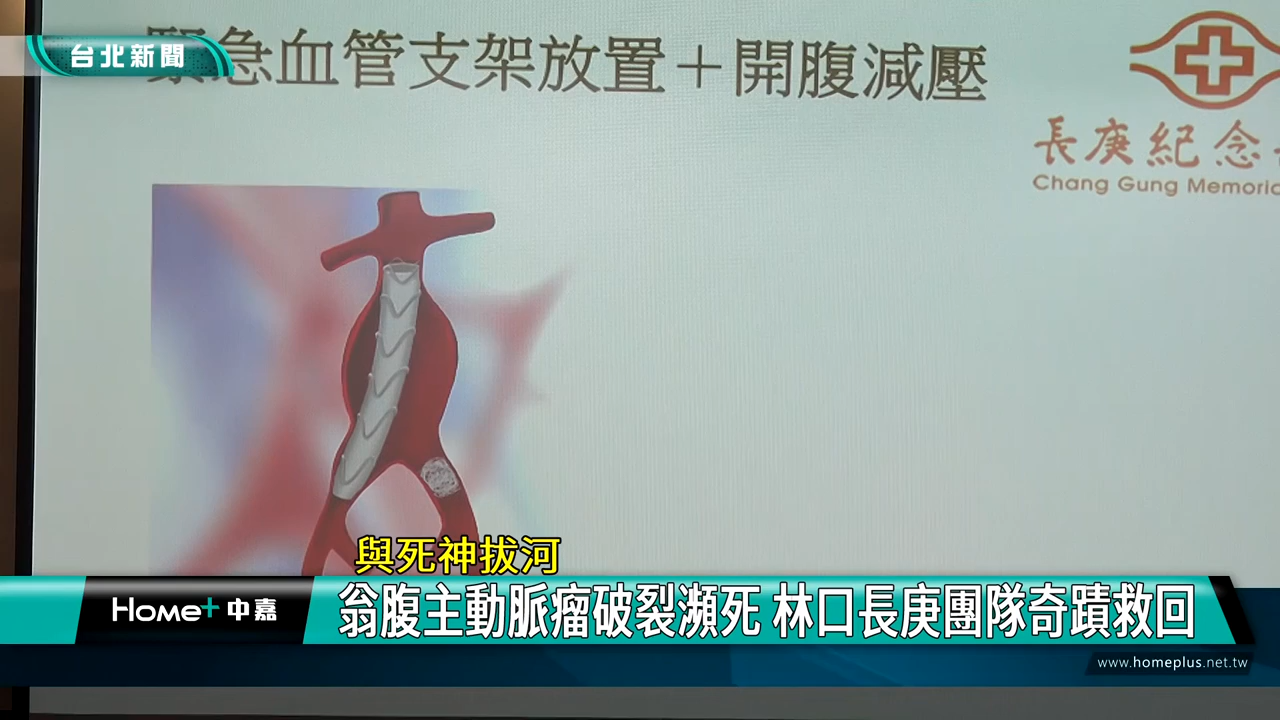 台北新聞
緊急血管支架放置＋開腹減壓
長庚紀念
Chang Gung Memoria
與死神拔河
Home+中嘉
翁腹主動脈瘤破裂瀕死 林口長庚團隊奇蹟救回
www.homeplus.net.tw